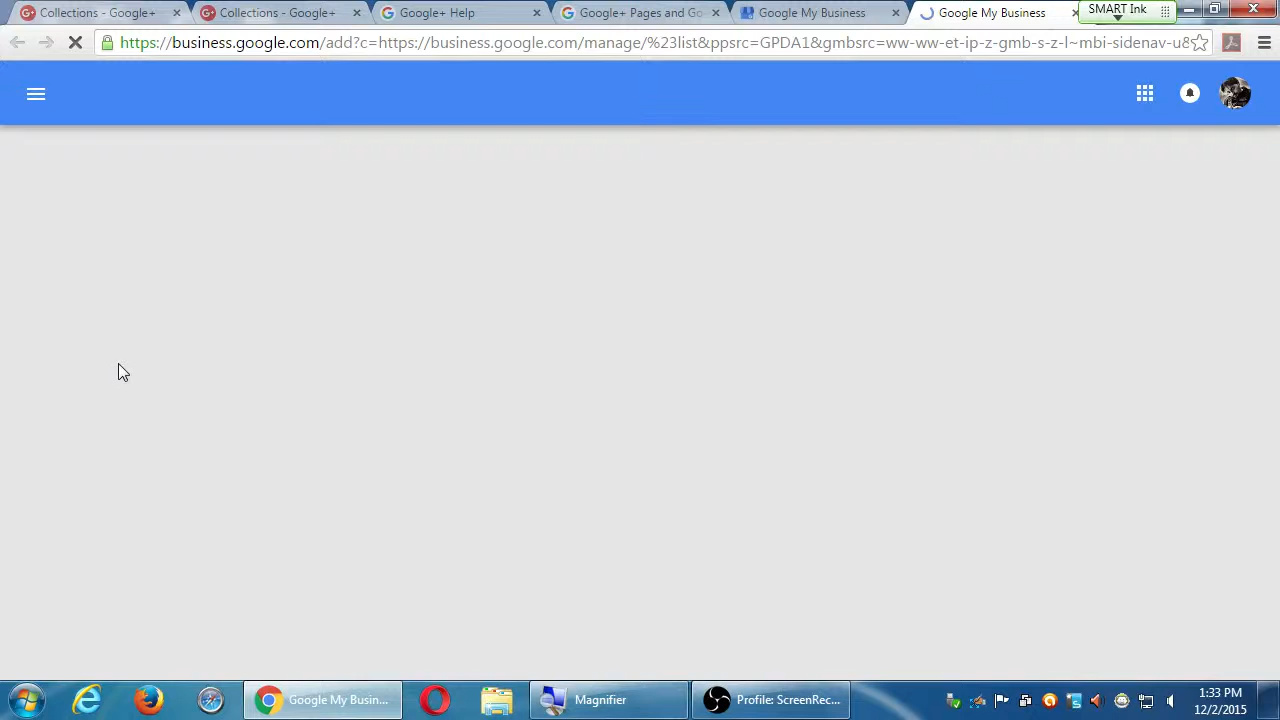 Collections - Google+
Collections - Google+
Google+ Help
Google+ Pages and Go
Google My Business
Google My Business
SMART Ink
https://business.google.com/add?c=https://business.google.com/manage/%23list&ppsrc=GPDA1&gmbsrc=ww-ww-et-ip-z-gmb-s-z-l~mbi-sidenav-u8
Google My Busin...
Magnifier
Profile: ScreenRec...
1:33 PM
12/2/2015